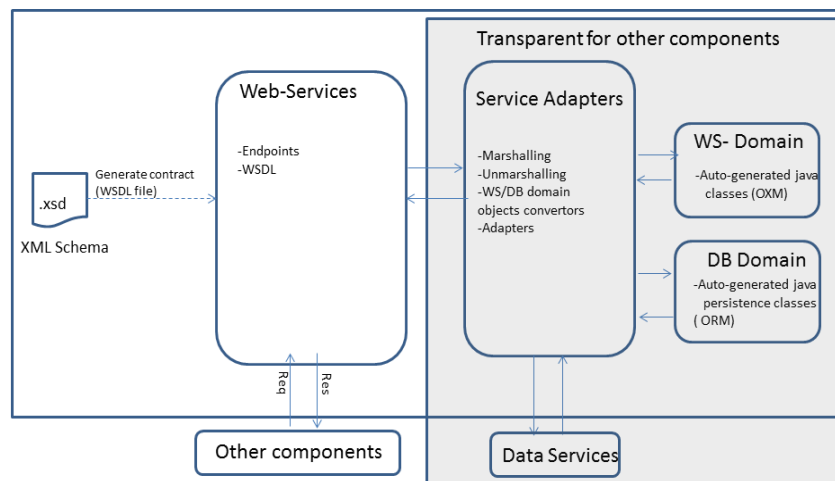 Transparent for other components
Web-Services
-Endpoints
-WSDL
Generate contract
(WSDL file)
.xsd
XML Schema
Service Adapters
-Marshalling
-Unmarshalling
-WS/DB domain
objects convertors
-Adapters
WS- Domain
-Auto-generated java
classes (OXM)
DB Domain
-Auto-generated java
persistence classes
( ORM)
Req
Res
Other components
Data Services